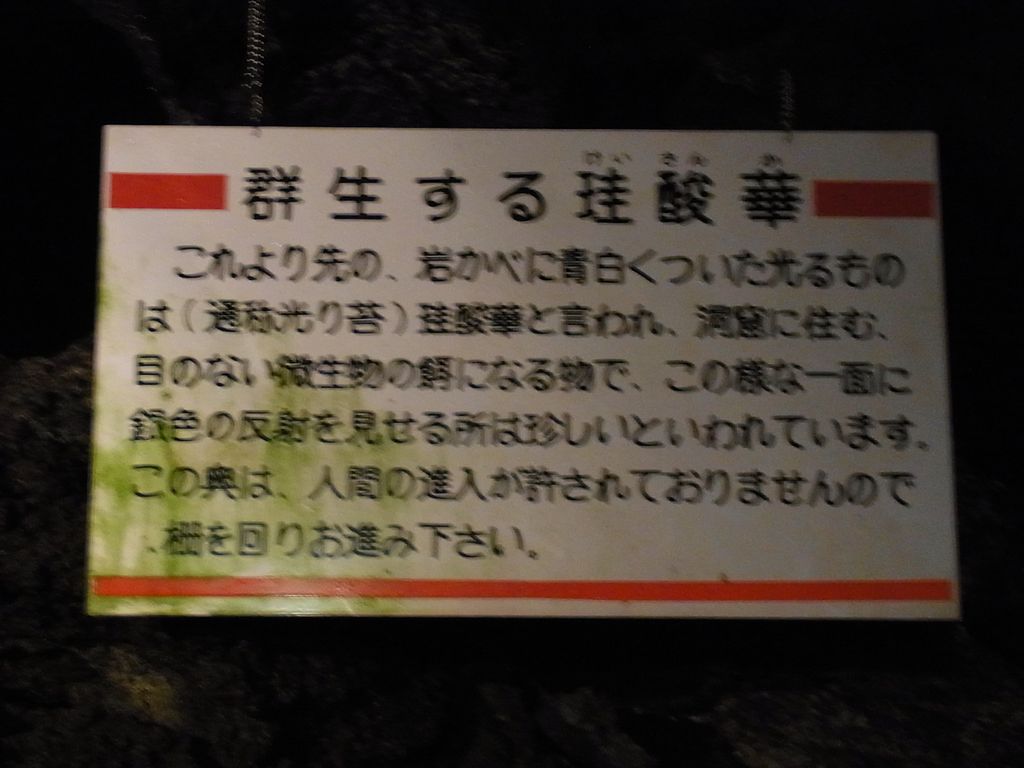 けい さん か
群生する珪酸華
これより先の、岩かべに青白くついた光るもの
は(通称光り苔)珪酸華と言われ、洞窟に住む、
目のない微生物の餌になる物で、この様な一面に
銀色の反射を見せる所は珍しいといわれています。
この奥は、人間の進入が許されておりませんので
、柵を回りお進み下さい。